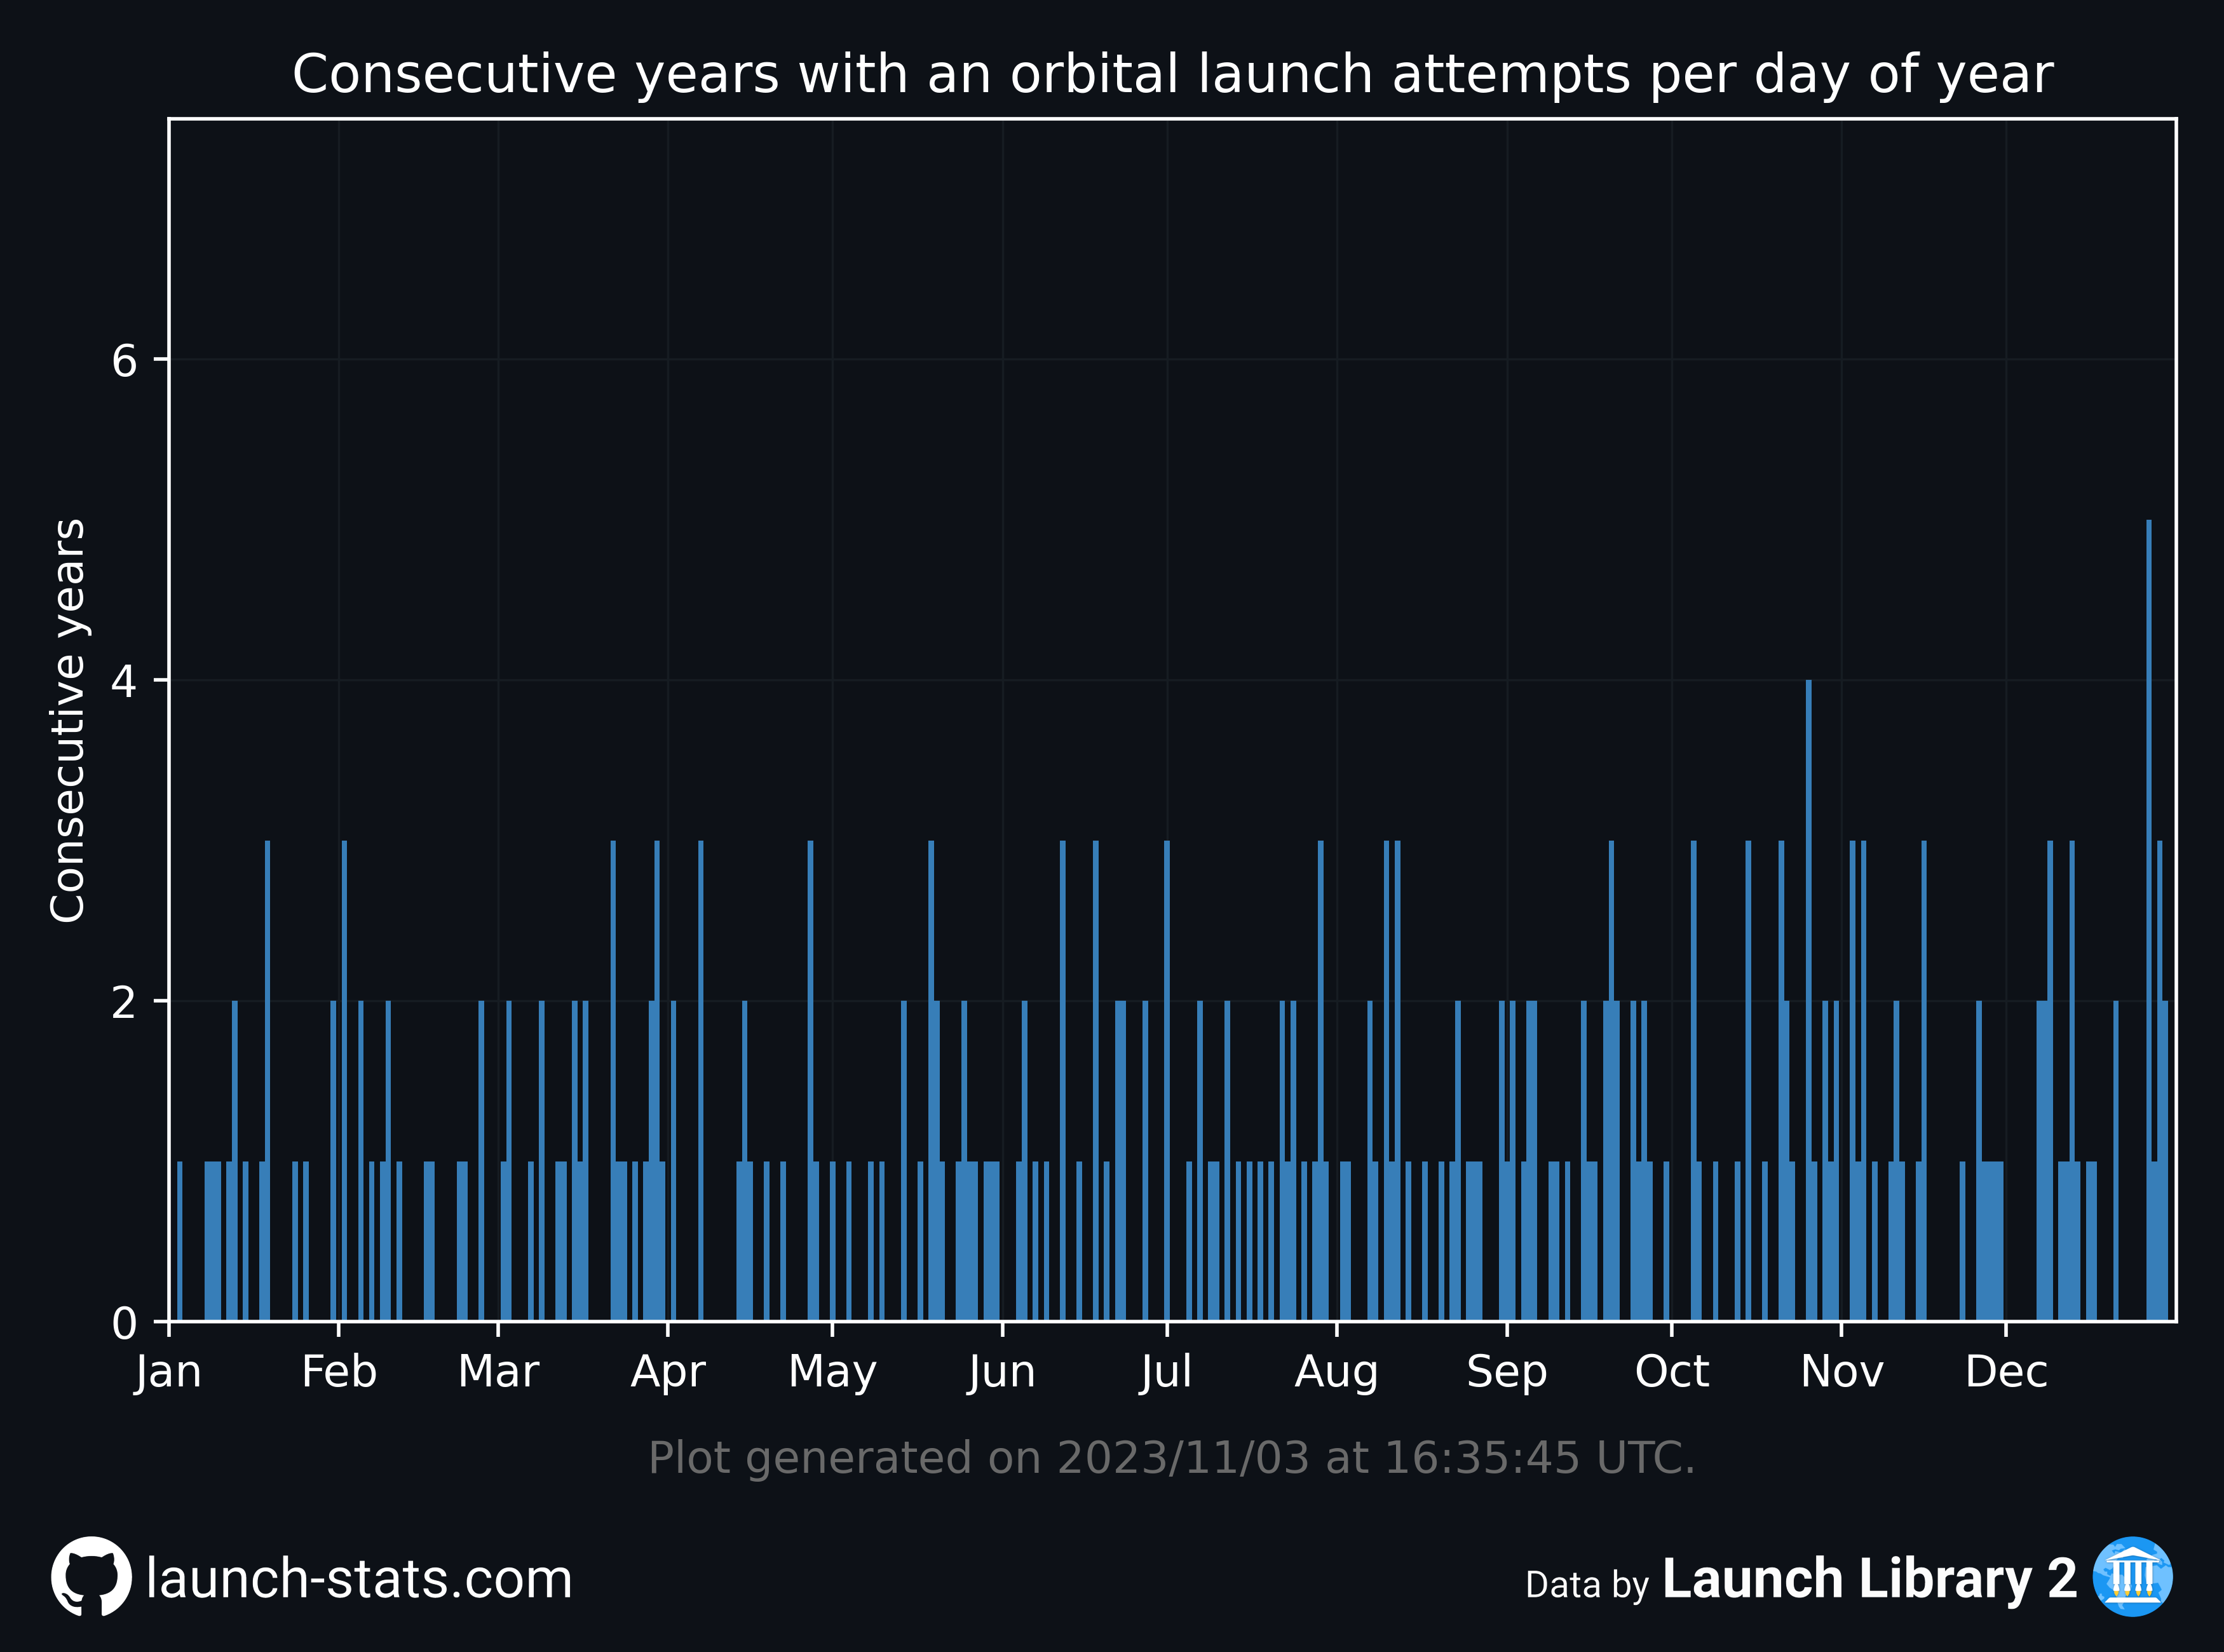 Consecutive years with an orbital launch attempts per day of year
Consecutive years
6
4
2
0
Jan Feb Mar Apr May Jun Jul Aug Sep Oct Nov Dec
Plot generated on 2023/11/03 at 16:35:45 UTC.
launch-stats.com
Data by Launch Library 2